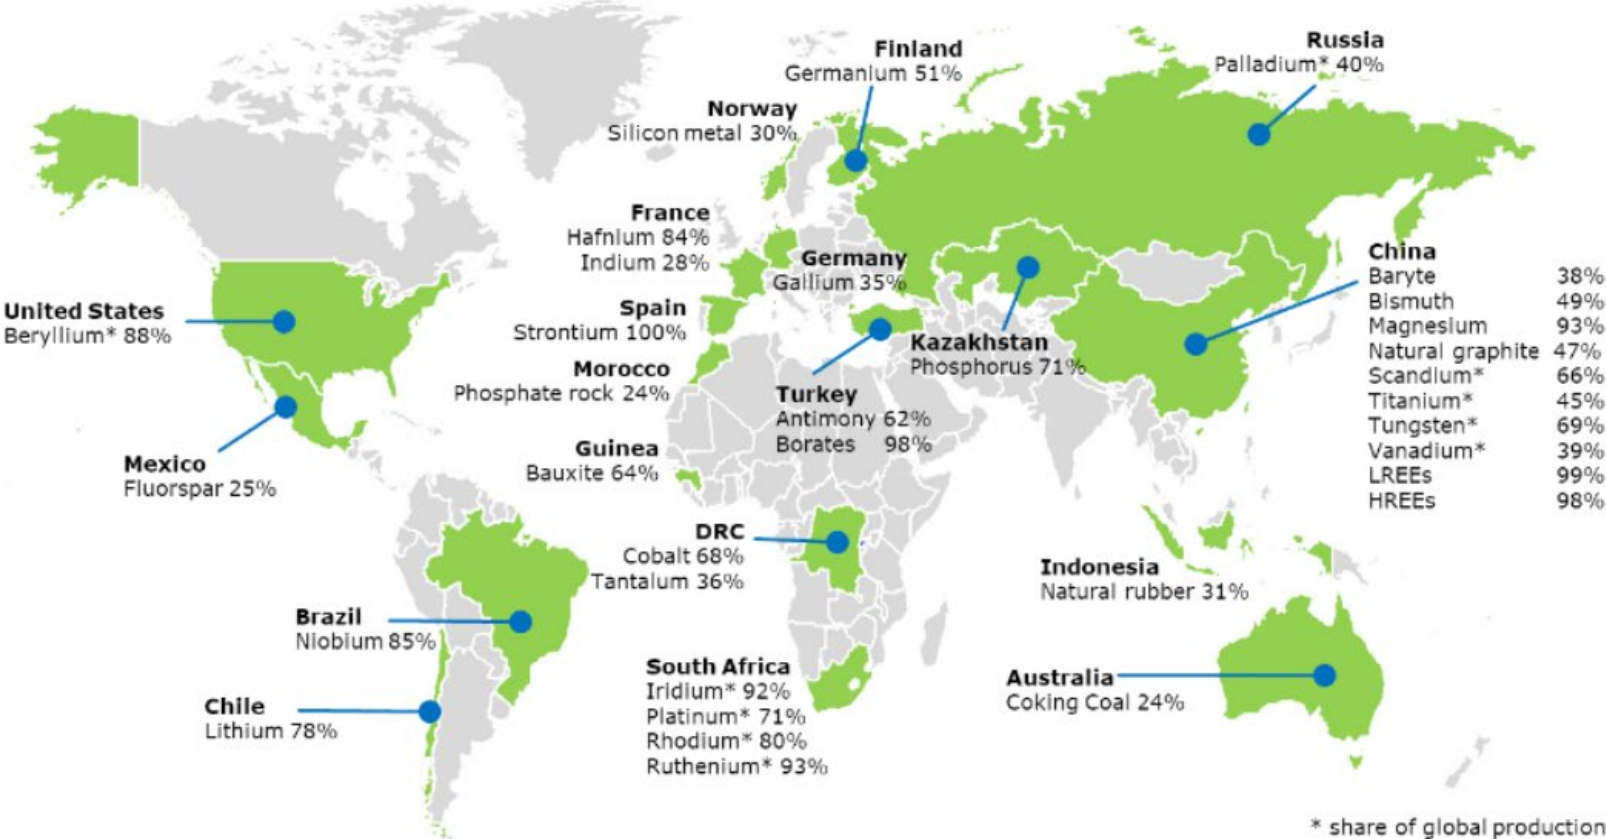 Russia
Palladium* 40%
Finland
Germanium 51%
Norway
Silicon metal 30%
France
Hafnium 84%
Indium 28%
Germany
Gallium 35%
Spain
Strontium 100%
Morocco
Phosphate rock 24%
Guinea
Bauxite 64%
United States
Beryllium* 88%
Mexico
Fluorspar 25%
Turkey
Antimony 62%
Borates 98%
Kazakhstan
Phosphorus 71%
China
Baryte 38%
Bismuth 49%
Magnesium 93%
Natural graphite 47%
Scandium* 66%
Titanium* 45%
Tungsten* 69%
Vanadium* 39%
LREEs 99%
HREEs 98%
DRC
Cobalt 68%
Tantalum 36%
Indonesia
Natural rubber 31%
Brazil
Niobium 85%
Chile
Lithium 78%
South Africa
Iridium* 92%
Platinum* 71%
Rhodium* 80%
Ruthenium* 93%
Australia
Coking Coal 24%
* share of global production